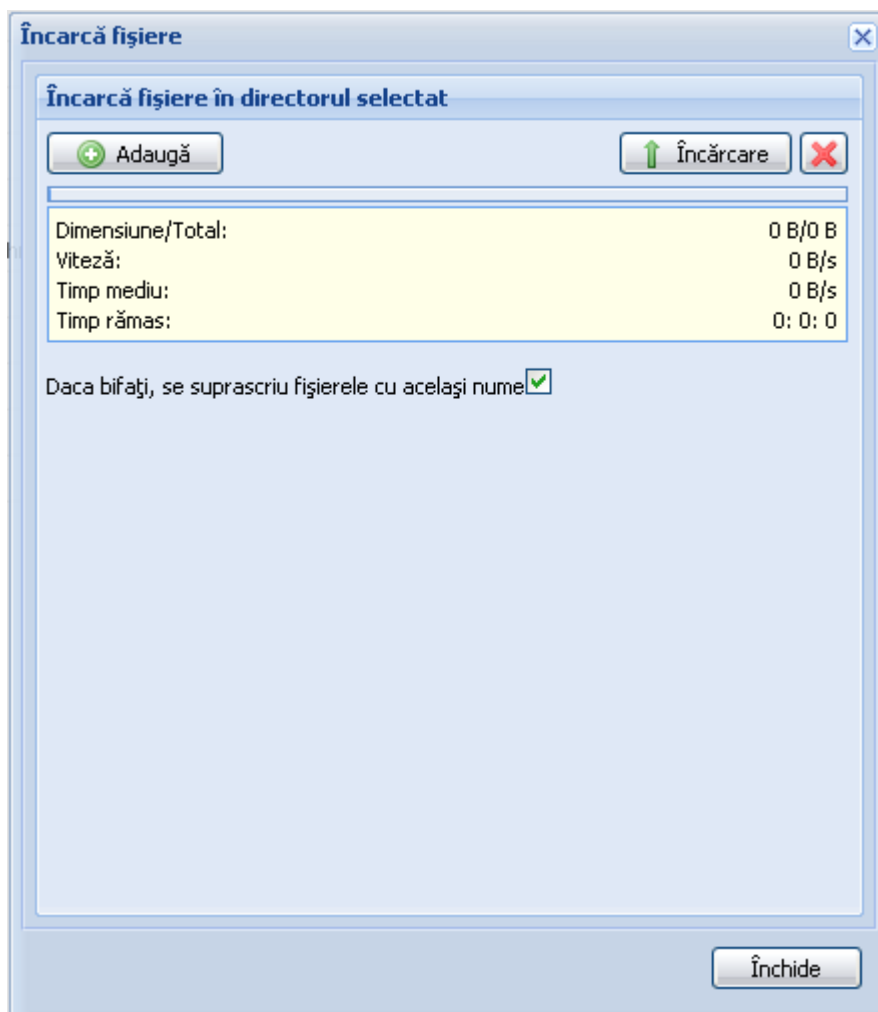 Încarcă fişiere
Încarcă fişiere în directorul selectat
Adaugă
Încărcare
Dimensiune/Total: 0 B/0 B
Viteză: 0 B/s
Timp mediu: 0 B/s
Timp rămas: 0: 0: 0
Daca bifaţi, se suprascriu fişierele cu acelaşi nume
Închide